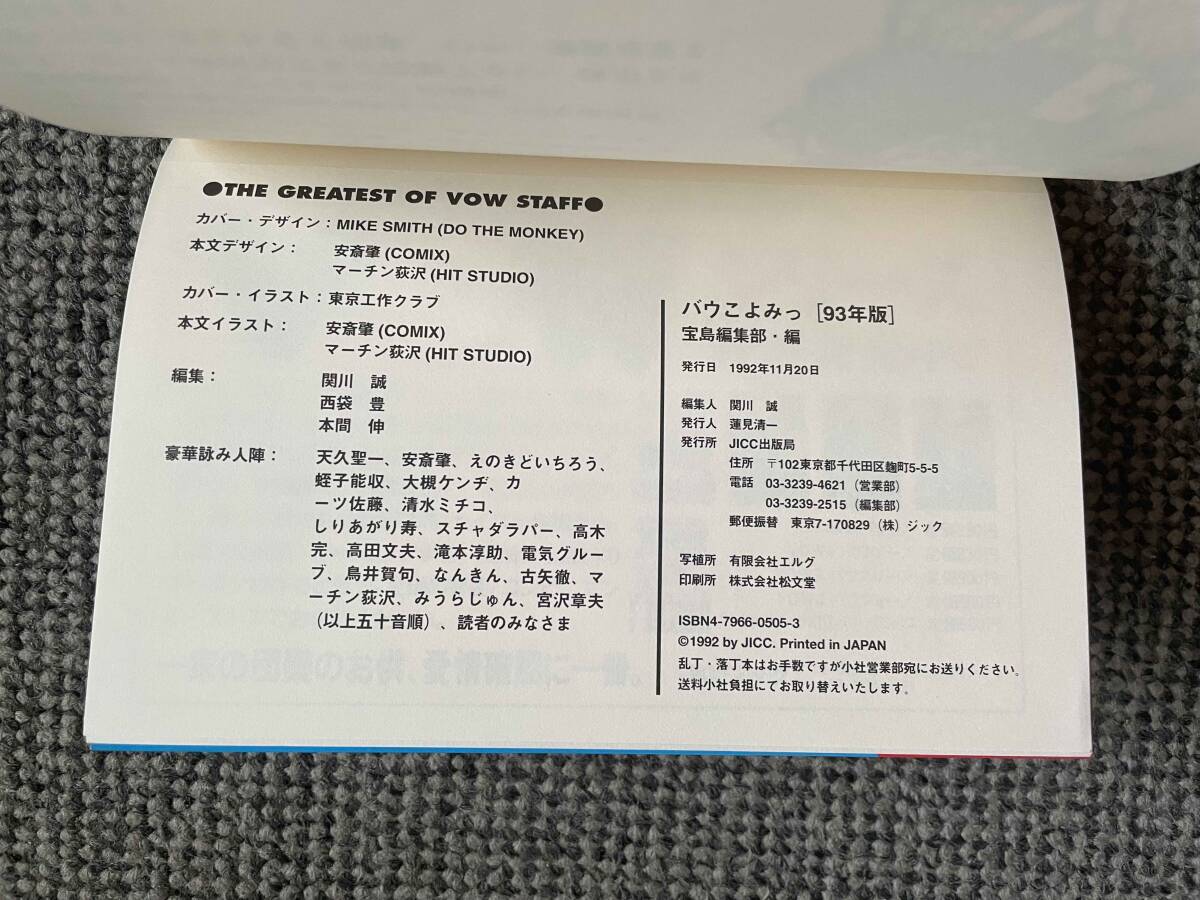 ●THE GREATEST OF VOW STAFF●
カバー・デザイン：MIKE SMITH (DO THE MONKEY)
本文デザイン： 安斎肇 (COMIX)
マーチン荻沢 (HIT STUDIO)
カバー・イラスト：東京工作クラブ
本文イラスト： 安斎肇 (COMIX)
マーチン荻沢 (HIT STUDIO)
編集： 関川 誠
西袋 豊
本間 伸
豪華詠み人陣： 天久聖一、安斎肇、えのきどいちろう、
蛭子能収、大槻ケンヂ、カ
ーツ佐藤、清水ミチコ、
しりあがり寿、スチャダラパー、高木
完、高田文夫、滝本淳助、電気グルー
プ、鳥井賀句、なんきん、古矢徹、マ
ーチン荻沢、みうらじゅん、宮沢章夫
（以上五十音順）、読者のみなさま
バウこよみっ［93年版］
宝島編集部・編
発行日 1992年11月20日
編集人 関川 誠
発行人 蓮見清一
発行所 JICC出版局
住所 〒102東京都千代田区麹町5-5-5
電話 03-3239-4621（営業部）
03-3239-2515（編集部）
郵便振替 東京7-170829（株）ジック
写植所 有限会社エルグ
印刷所 株式会社松文堂
ISBN4-7966-0505-3
©1992 by JICC. Printed in JAPAN
乱丁・落丁本はお手数ですが小社営業部宛にお送りください。
送料小社負担にてお取り替えいたします。